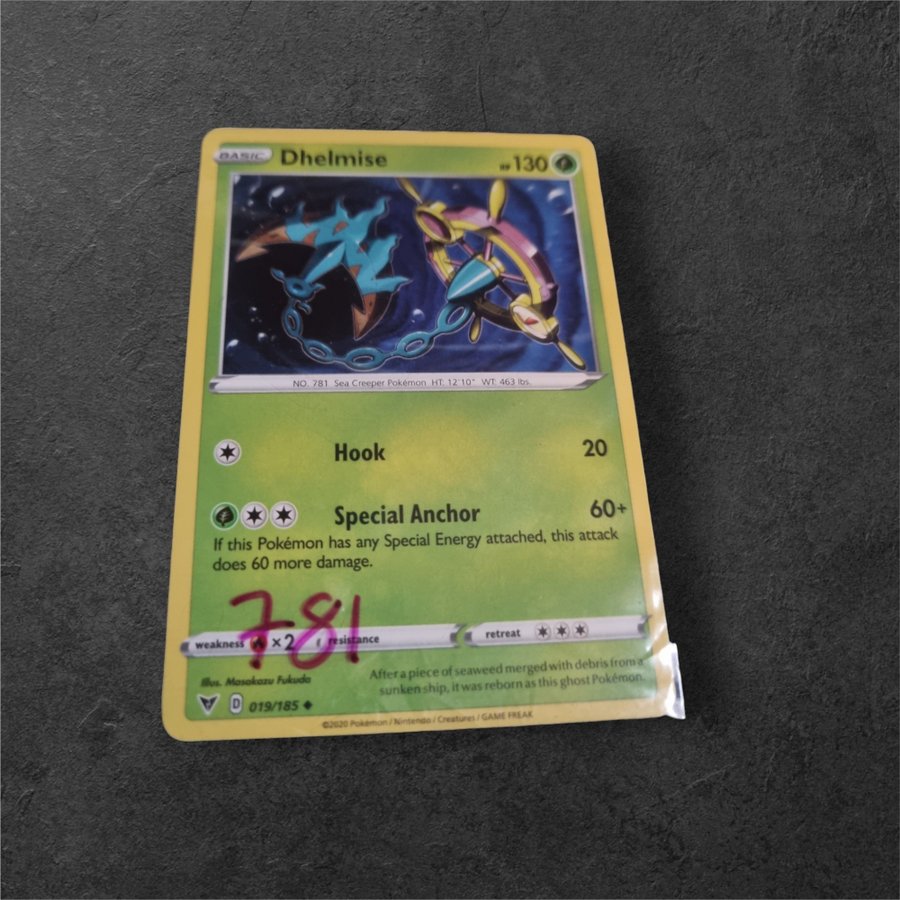 BASIC Dhelmise HP 130
NO. 781 Sea Creeper Pokémon HT: 12'10" WT: 463 lbs.
Hook 20
Special Anchor 60+
If this Pokémon has any Special Energy attached, this attack
does 60 more damage.
781
weakness ×2 resistance retreat
Illus. Masakazu Fukuda
After a piece of seaweed merged with debris from a
sunken ship, it was reborn as this ghost Pokémon.
D 019/185
©2020 Pokémon / Nintendo / Creatures / GAME FREAK